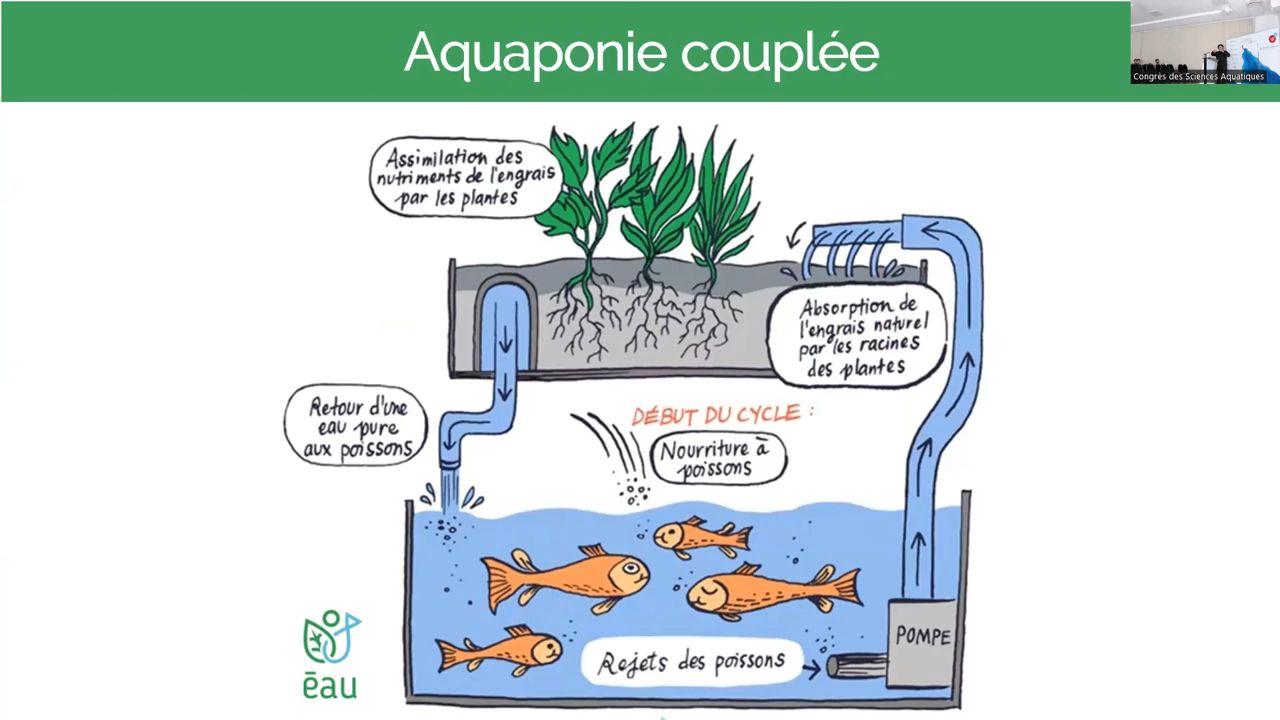 Aquaponie couplée
Congrès des Sciences Aquatiques
Assimilation des
nutriments de l'engrais
par les plantes
Absorption de
l'engrais naturel
par les racines
des plantes
Retour d'une
eau pure
aux poissons
DÉBUT DU CYCLE :
Nourriture à
poissons
POMPE
Rejets des poissons
ēau